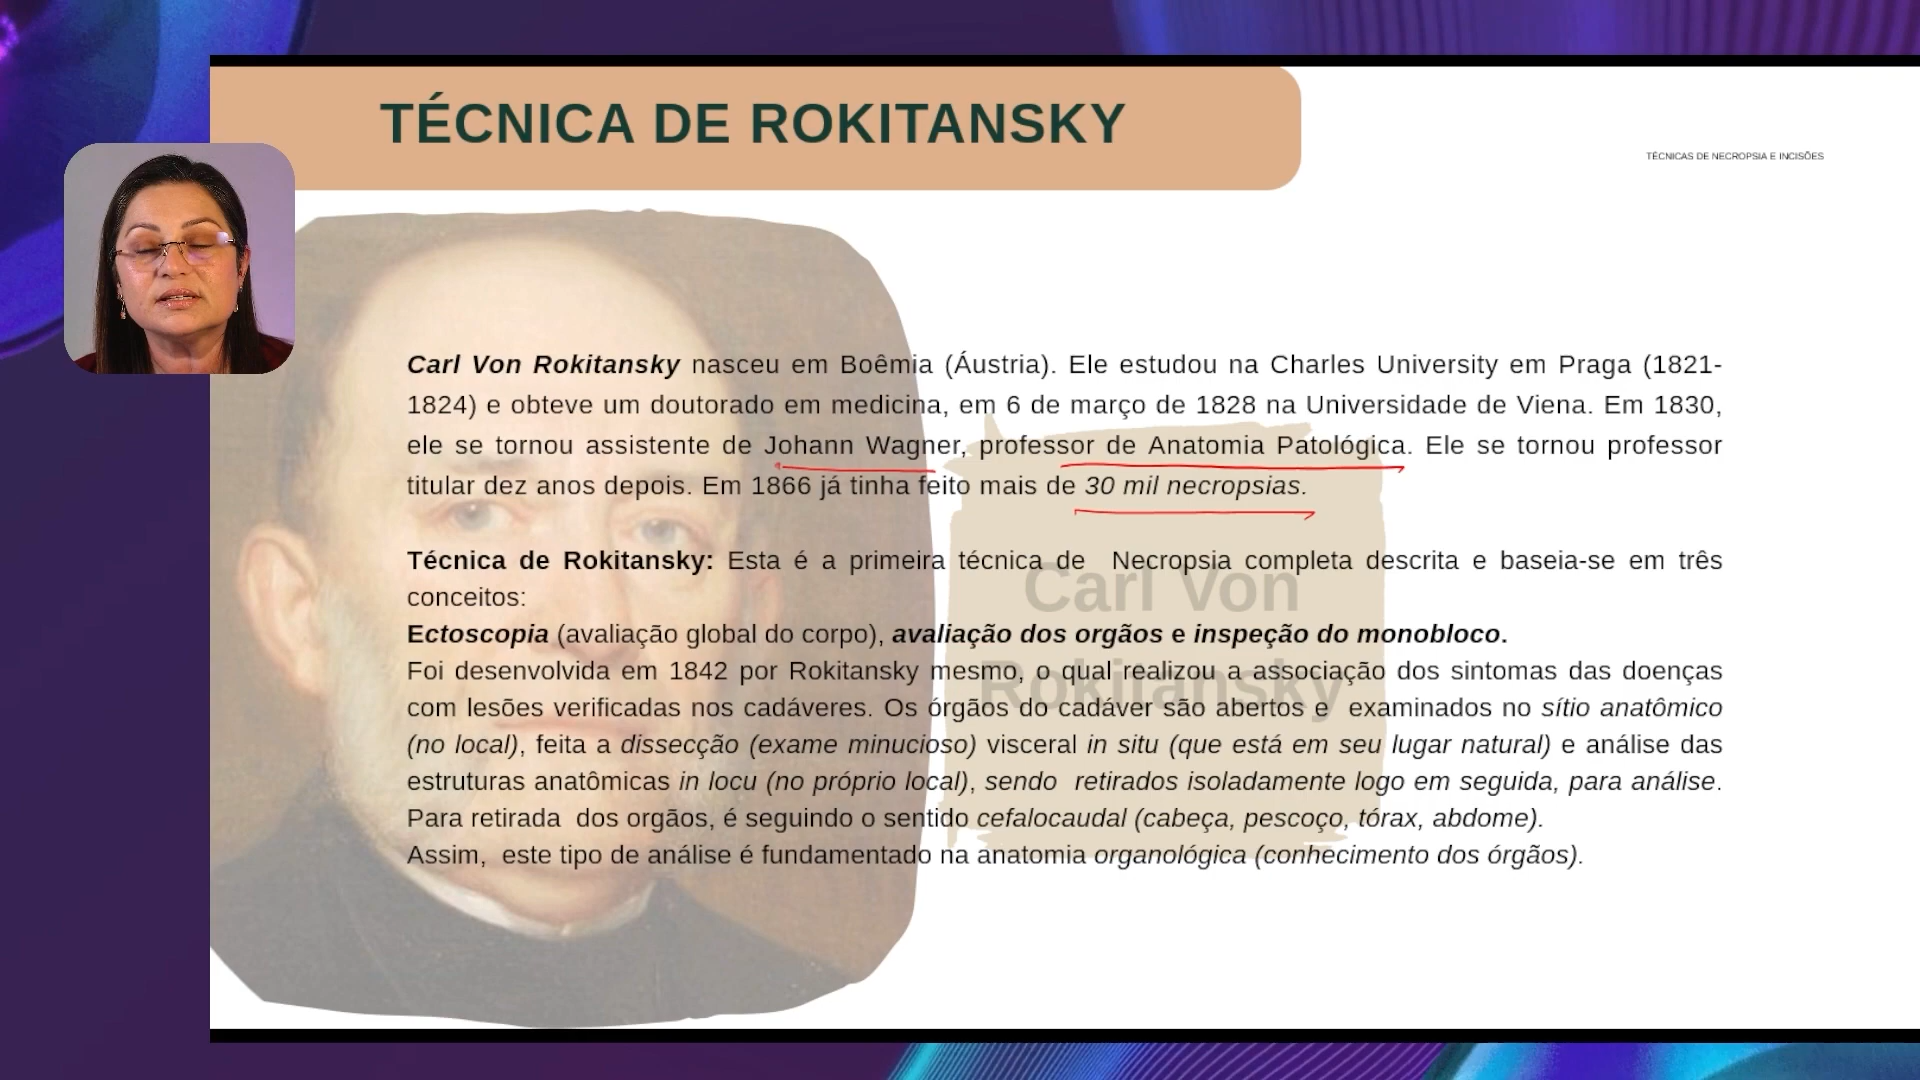 TÉCNICA DE ROKITANSKY
TÉCNICAS DE NECROPSIA E INCISÕES
Carl Von Rokitansky nasceu em Boêmia (Áustria). Ele estudou na Charles University em Praga (1821-
1824) e obteve um doutorado em medicina, em 6 de março de 1828 na Universidade de Viena. Em 1830,
ele se tornou assistente de Johann Wagner, professor de Anatomia Patológica. Ele se tornou professor
titular dez anos depois. Em 1866 já tinha feito mais de 30 mil necropsias.
Técnica de Rokitansky: Esta é a primeira técnica de Necropsia completa descrita e baseia-se em três
conceitos:
Ectoscopia (avaliação global do corpo), avaliação dos orgãos e inspeção do monobloco.
Foi desenvolvida em 1842 por Rokitansky mesmo, o qual realizou a associação dos sintomas das doenças
com lesões verificadas nos cadáveres. Os órgãos do cadáver são abertos e examinados no sítio anatômico
(no local), feita a dissecção (exame minucioso) visceral in situ (que está em seu lugar natural) e análise das
estruturas anatômicas in locu (no próprio local), sendo retirados isoladamente logo em seguida, para análise.
Para retirada dos orgãos, é seguindo o sentido cefalocaudal (cabeça, pescoço, tórax, abdome).
Assim, este tipo de análise é fundamentado na anatomia organológica (conhecimento dos órgãos).
Carl Von
Rokitansky